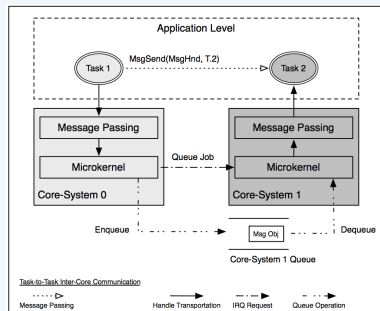 Application Level
MsgSend(MsgHnd, T.2)
Task 1
Task 2
Message Passing
Message Passing
Queue Job
Microkernel
Microkernel
Core-System 0
Core-System 1
Enqueue
Dequeue
Msg Obj
Core-System 1 Queue
Task-to-Task Inter-Core Communication
Message Passing
Handle Transportation
IRQ Request
Queue Operation